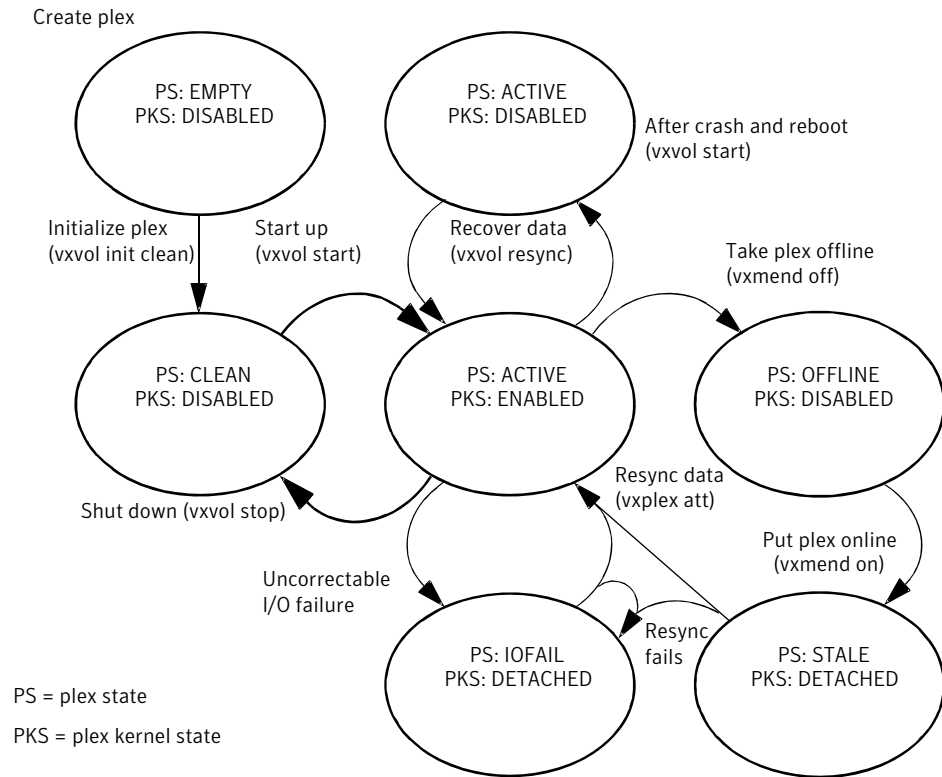 Create plex
PS: EMPTY
PKS: DISABLED
PS: ACTIVE
PKS: DISABLED
After crash and reboot
(vxvol start)
Initialize plex
(vxvol init clean)
Start up
(vxvol start)
Recover data
(vxvol resync)
Take plex offline
(vxmend off)
PS: CLEAN
PKS: DISABLED
PS: ACTIVE
PKS: ENABLED
PS: OFFLINE
PKS: DISABLED
Shut down (vxvol stop)
Resync data
(vxplex att)
Put plex online
(vxmend on)
Uncorrectable
I/O failure
PS: IOFAIL
PKS: DETACHED
Resync
fails
PS: STALE
PKS: DETACHED
PS = plex state
PKS = plex kernel state